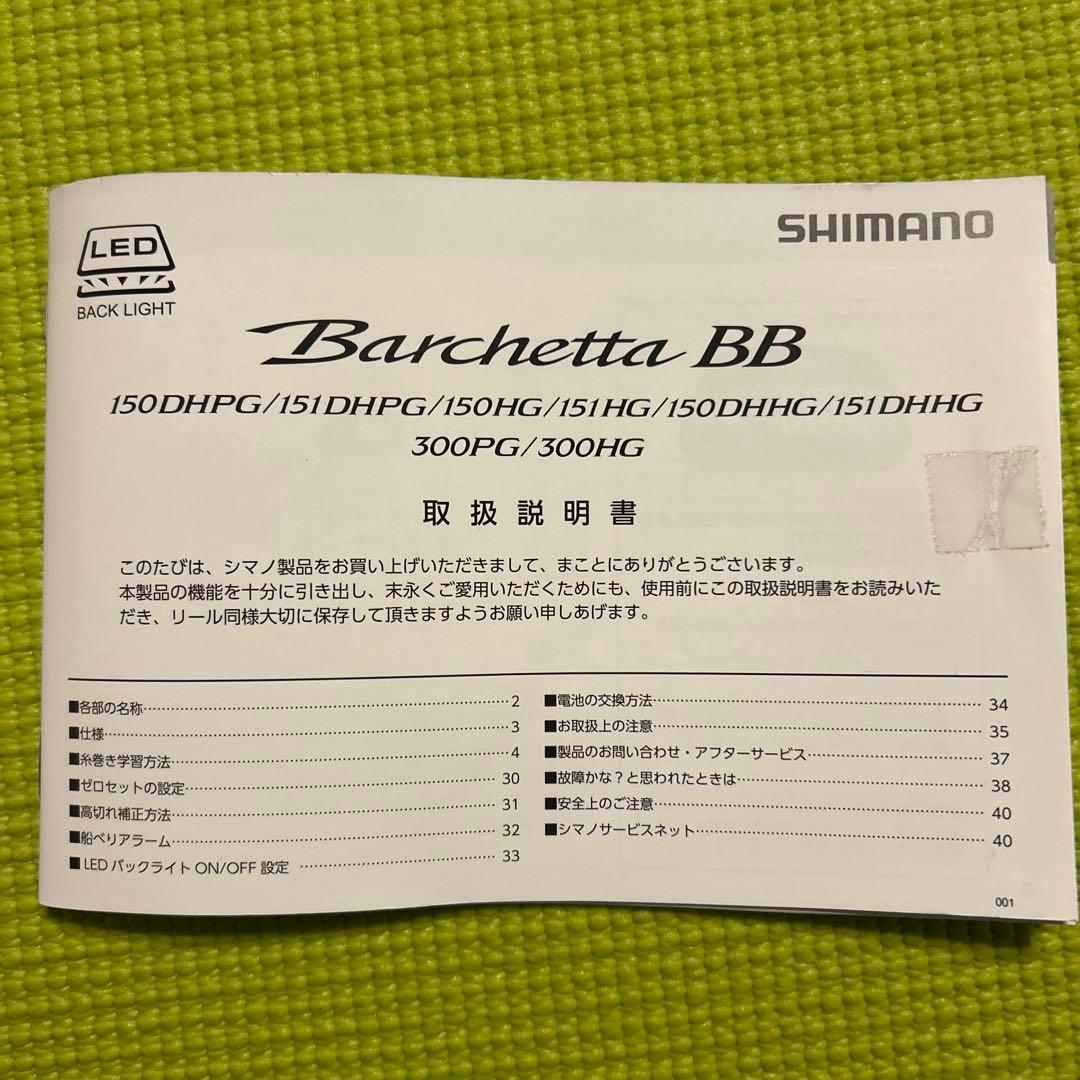 SHIMANO
LED
BACK LIGHT
Barchetta BB
150DHPG/151DHPG/150HG/151HG/150DHHG/151DHHG
300PG/300HG
取扱説明書
このたびは、シマノ製品をお買い上げいただきまして、まことにありがとうございます。
本製品の機能を十分に引き出し、末永くご愛用いただくためにも、使用前にこの取扱説明書をお読みいた
だき、リール同様大切に保存して頂きますようお願い申しあげます。
■各部の名称 2
■仕様 3
■糸巻き学習方法 4
■ゼロセットの設定 30
■高切れ補正方法 31
■船べりアラーム 32
■LEDバックライト ON/OFF 設定 33
■電池の交換方法 34
■お取扱上の注意 35
■製品のお問い合わせ・アフターサービス 37
■故障かな？と思われたときは 38
■安全上のご注意 40
■シマノサービスネット 40
001